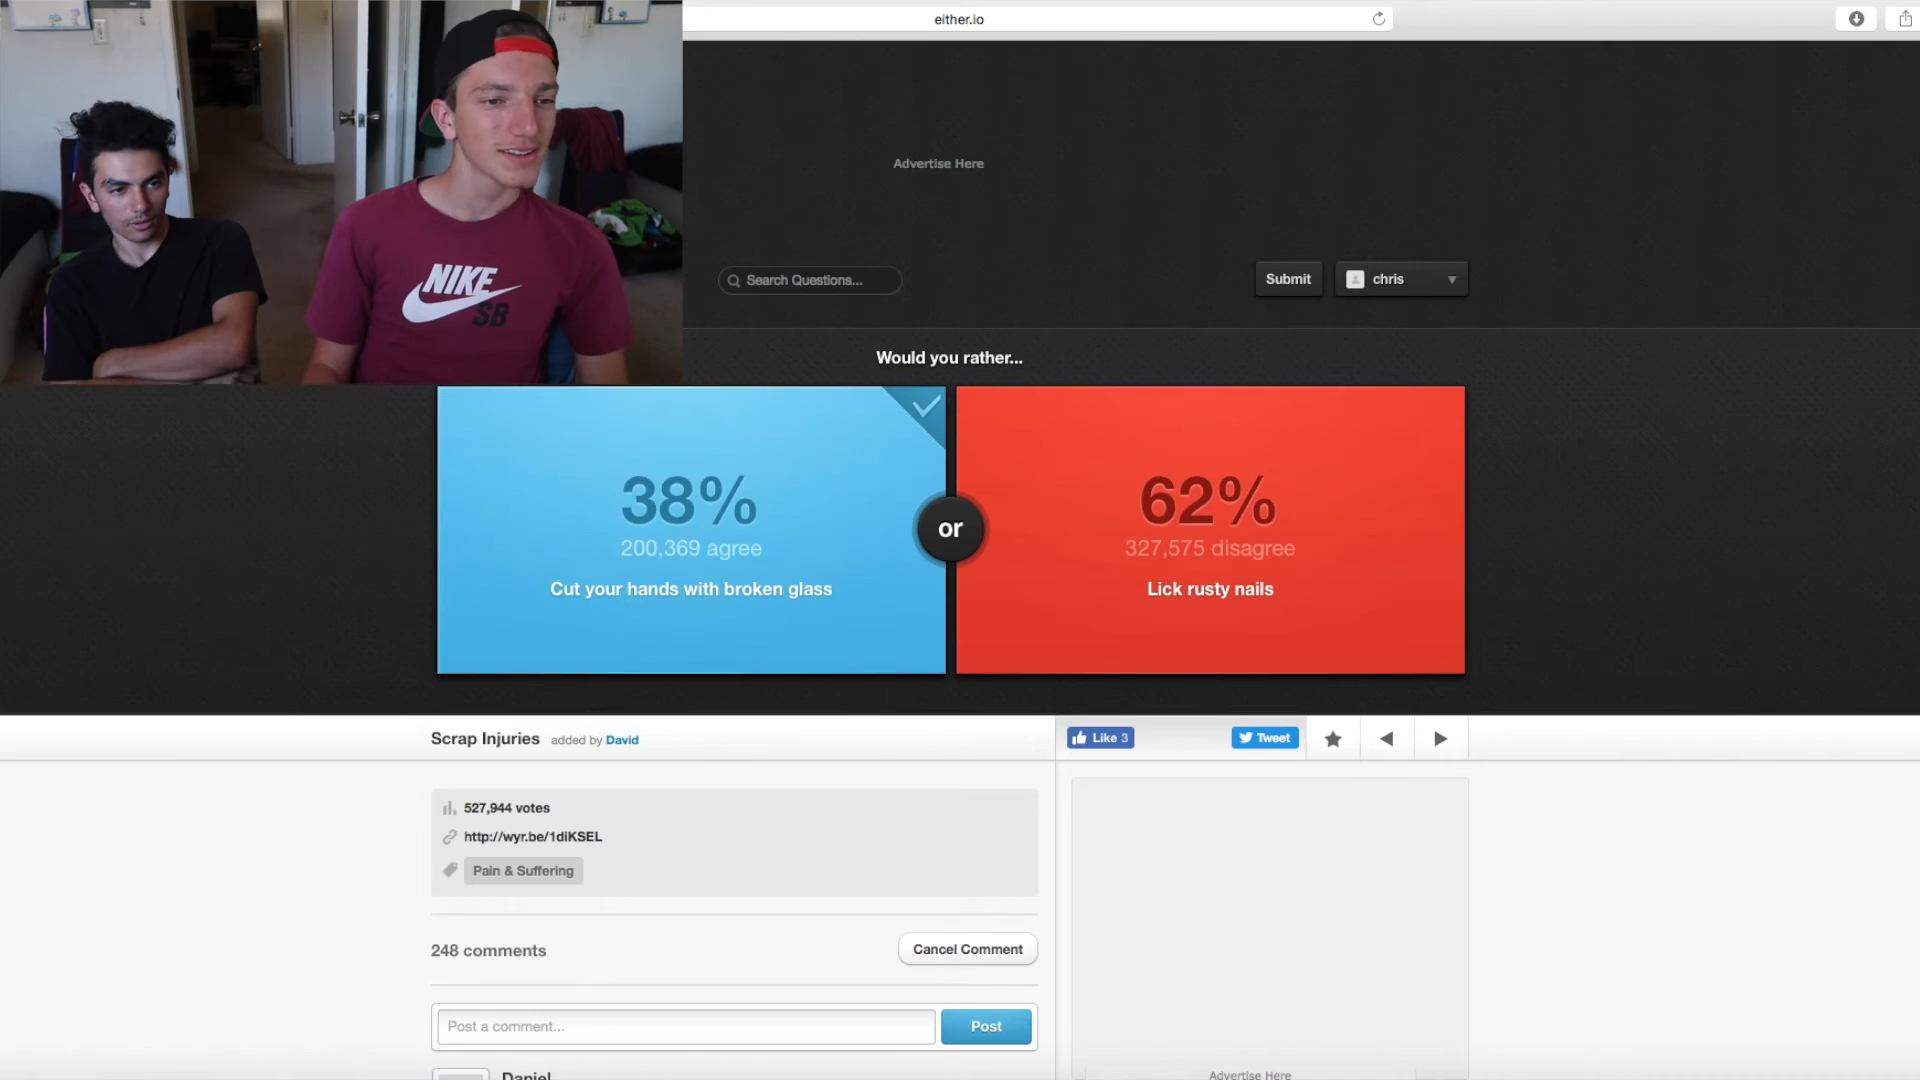 either.io
Advertise Here
Search Questions...
Submit
chris
NIKE
SB
Would you rather...
38%
200,369 agree
Cut your hands with broken glass
or
62%
327,575 disagree
Lick rusty nails
Scrap Injuries added by David
Like 3
Tweet
527,944 votes
http://wyr.be/1diKSEL
Pain & Suffering
248 comments
Cancel Comment
Post a comment...
Post
Daniel
Advertise Here